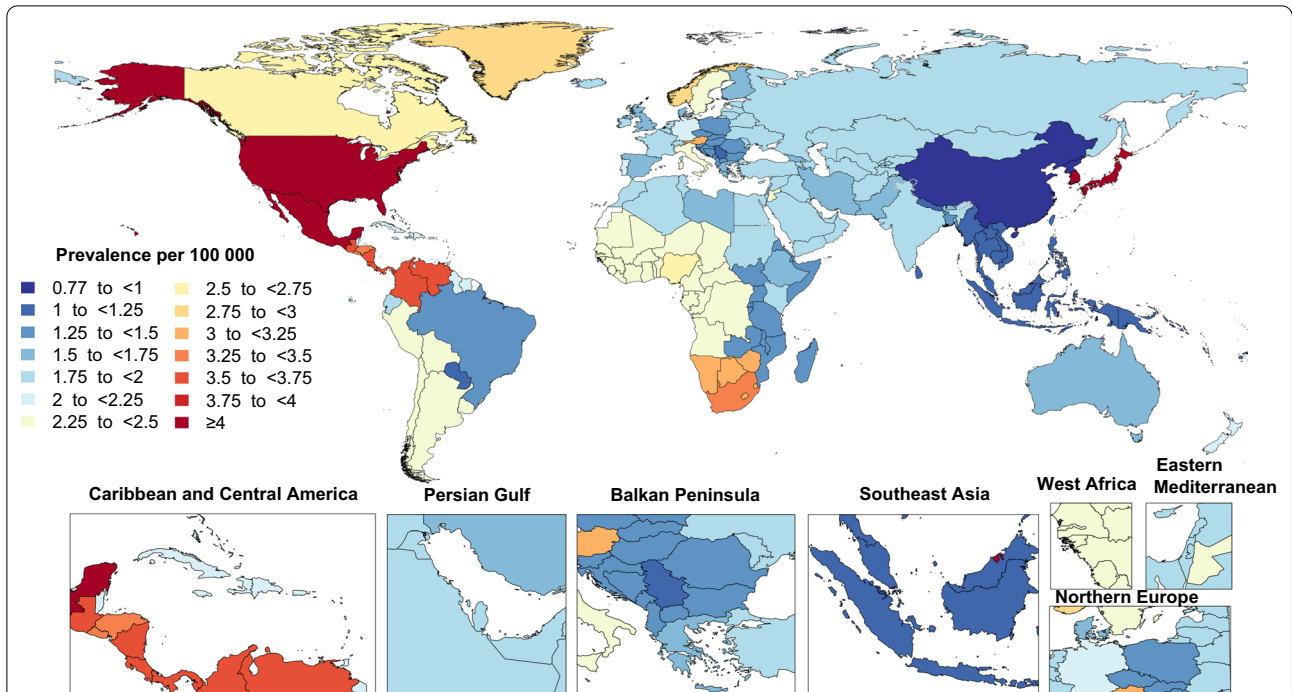 Prevalence per 100 000
0.77 to <1
1 to <1.25
1.25 to <1.5
1.5 to <1.75
1.75 to <2
2 to <2.25
2.25 to <2.5
2.5 to <2.75
2.75 to <3
3 to <3.25
3.25 to <3.5
3.5 to <3.75
3.75 to <4
≥4
Caribbean and Central America
Persian Gulf
Balkan Peninsula
Southeast Asia
West Africa
Eastern
Mediterranean
Northern Europe